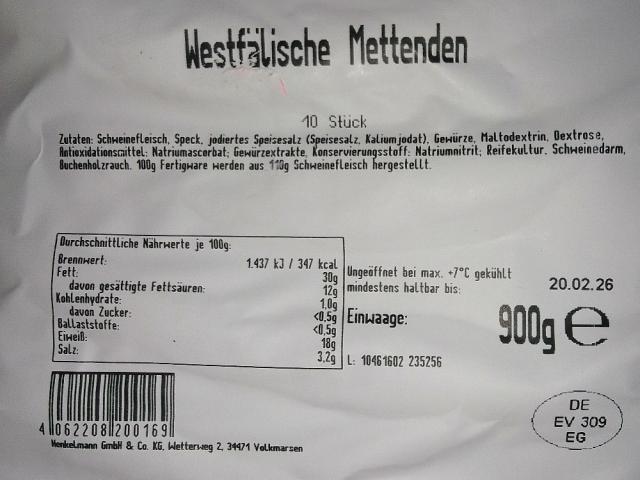 Westfälische Mettenden
10 Stück
Zutaten: Schweinefleisch, Speck, jodiertes Speisesalz (Speisesalz, Kaliumjodat), Gewürze, Maltodextrin, Dextrose,
Antioxidationsmittel: Natriumascorbat; Gewürzextrakte, Konservierungsstoff: Natriumnitrit; Reifekultur. Schweinedarm,
Buchenholzrauch. 100g Fertigware werden aus 110g Schweinefleisch hergestellt.
Durchschnittliche Nährwerte je 100g:
Brennwert: 1.437 kJ / 347 kcal
Fett: 30g
davon gesättigte Fettsäuren: 12g
Kohlenhydrate: 1,0g
davon Zucker: <0,5g
Ballaststoffe: <0,5g
Eiweiß: 18g
Salz: 3,2g
Ungeöffnet bei max. +7°C gekühlt
mindestens haltbar bis: 20.02.26
Einwaage: 900g e
L: 10461602 235256
4 062208 200169
Henkelmann GmbH & Co. KG, Wetterweg 2, 34471 Volkmarsen
DE
EV 309
EG